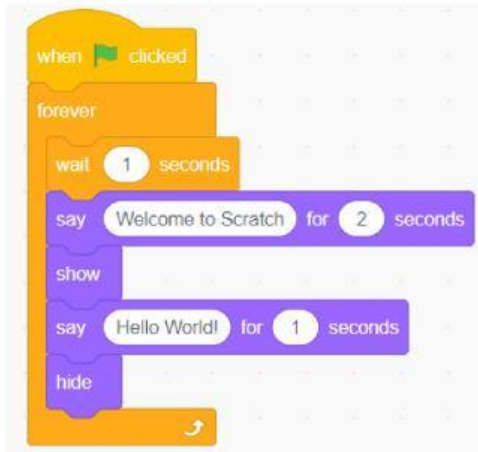 when clicked
forever
wait 1 seconds
say Welcome to Scratch for 2 seconds
show
say Hello World! for 1 seconds
hide